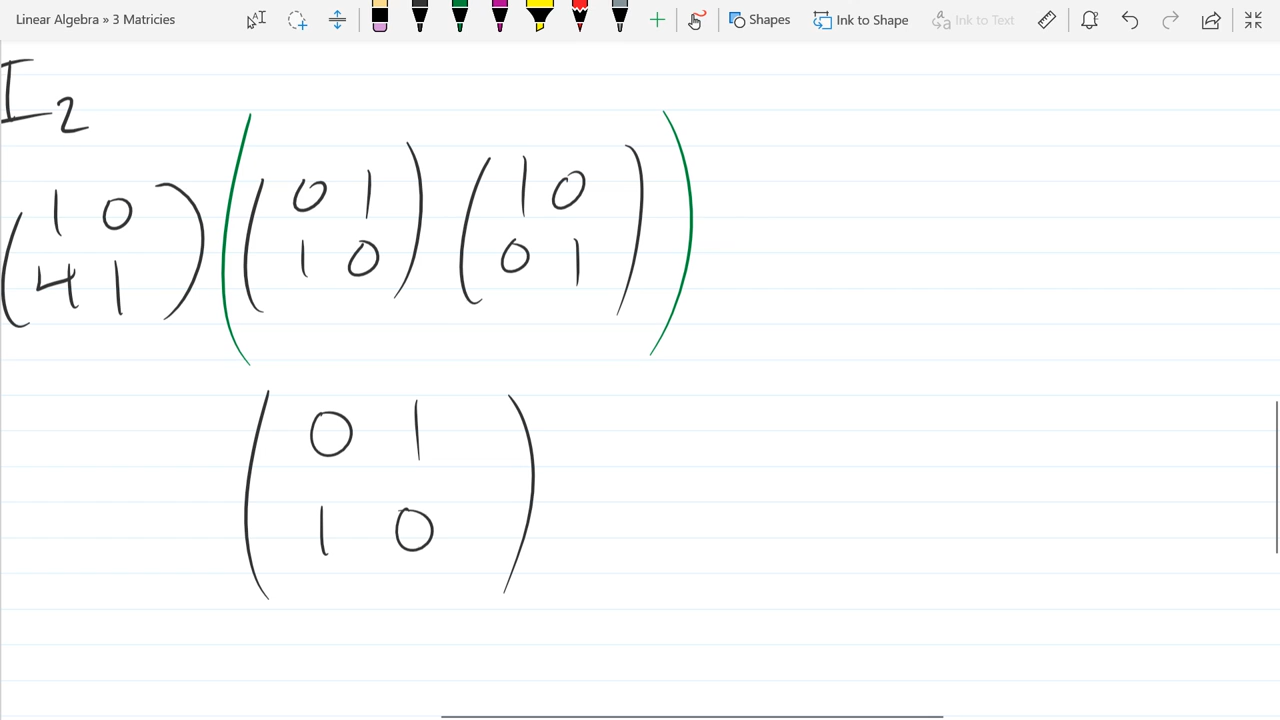 Linear Algebra » 3 Matricies Shapes Ink to Shape Ink to Text
I₂
(1 0 ((0 1) (1 0))
4 1) (1 0) (0 1)
(0 1
1 0)